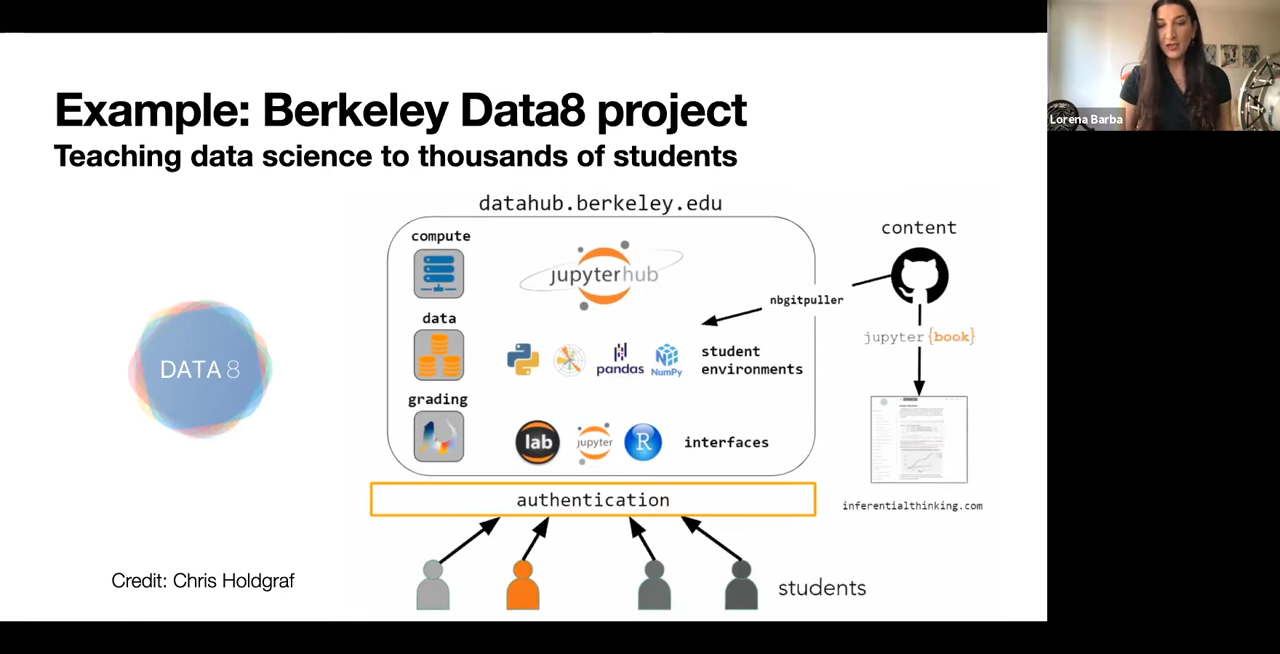 Example: Berkeley Data8 project
Teaching data science to thousands of students
Lorena Barba
datahub.berkeley.edu
compute
jupyterhub
content
nbgitpuller
data
DATA 8
pandas
NumPy
student
environments
jupyter {book}
grading
lab
jupyter
R
interfaces
authentication
inferentialthinking.com
Credit: Chris Holdgraf
students